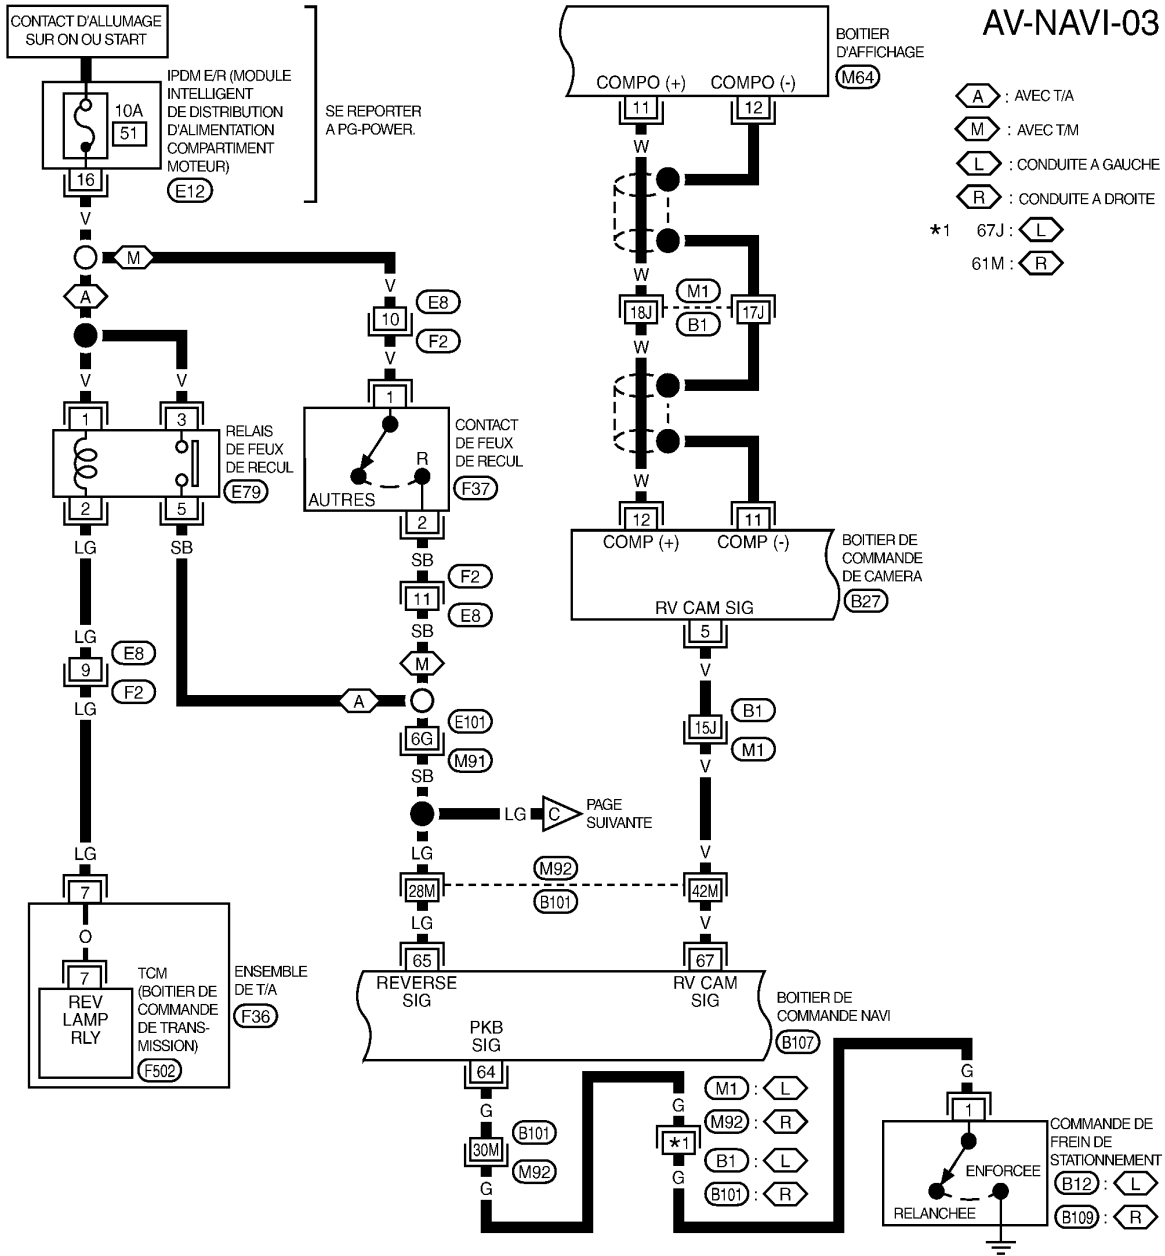 AV-NAVI-03
CONTACT D'ALLUMAGE
SUR ON OU START
10A
51
16
IPDM E/R (MODULE
INTELLIGENT
DE DISTRIBUTION
D'ALIMENTATION
COMPARTIMENT
MOTEUR)
E12
SE REPORTER
A PG-POWER.
V
M
A
V
V
V
10
E8
F2
V
1
CONTACT
DE FEUX
DE RECUL
F37
R
AUTRES
2
SB
11
F2
E8
SB
M
1
3
RELAIS
DE FEUX
DE RECUL
E79
2
5
LG
SB
LG
9
E8
F2
LG
A
6G
E101
M91
SB
LG
C
PAGE
SUIVANTE
LG
LG
7
O
7
REV
LAMP
RLY
TCM
(BOITIER DE
COMMANDE
DE TRANS-
MISSION)
F502
ENSEMBLE
DE T/A
F36
28M
M92
B101
42M
LG
V
65
67
REVERSE
SIG
RV CAM
SIG
PKB
SIG
BOITIER DE
COMMANDE NAVI
B107
64
G
30M
B101
M92
G
G
*1
G
M1 : L
M92 : R
B1 : L
B101 : R
BOITIER
D'AFFICHAGE
M64
COMPO (+)
COMPO (-)
11
12
W
W
18J
M1
B1
17J
W
W
12
11
COMP (+)
COMP (-)
BOITIER DE
COMMANDE
DE CAMERA
B27
RV CAM SIG
5
V
15J
B1
M1
V
V
A : AVEC T/A
M : AVEC T/M
L : CONDUITE A GAUCHE
R : CONDUITE A DROITE
*1 67J : L
61M : R
G
1
COMMANDE DE
FREIN DE
STATIONNEMENT
B12 : L
B109 : R
ENFORCEE
RELANCHEE